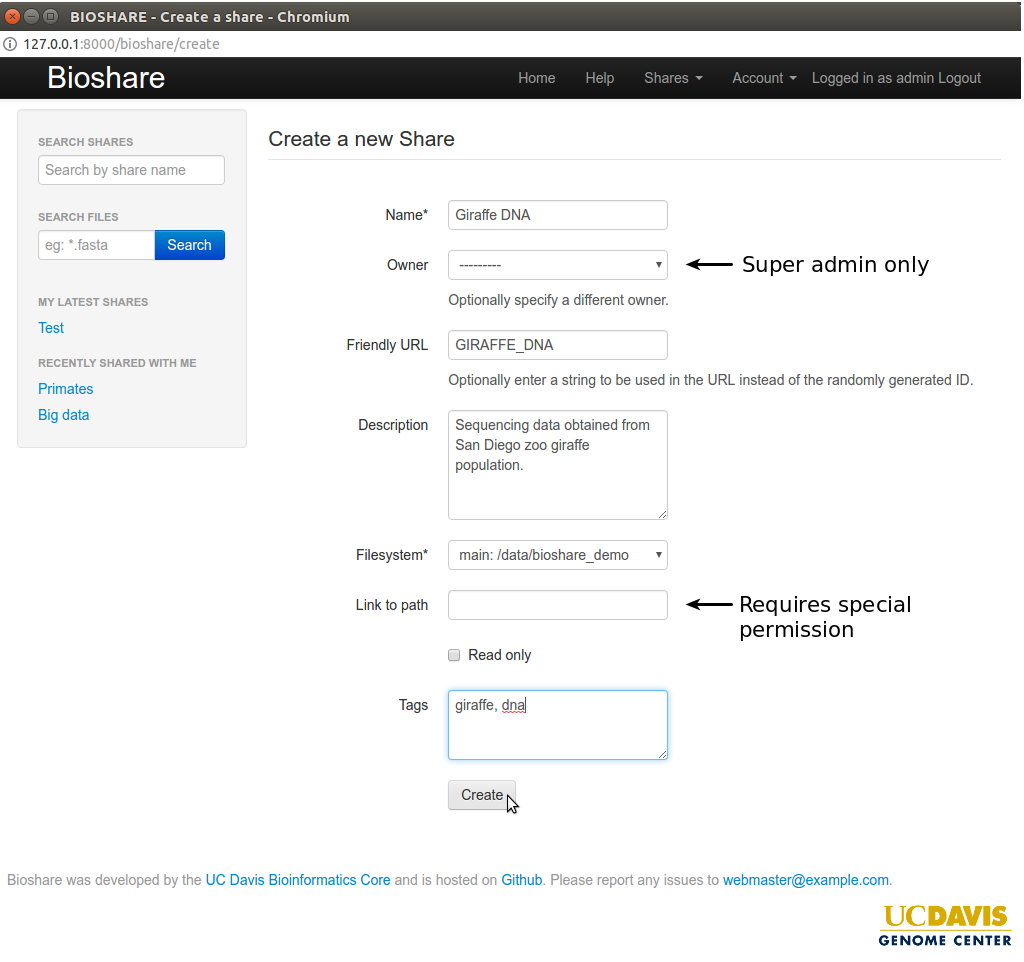 BIOSHARE - Create a share - Chromium
127.0.0.1:8000/bioshare/create
Bioshare Home Help Shares Account Logged in as admin Logout
SEARCH SHARES
Search by share name
SEARCH FILES
eg: *.fasta Search
MY LATEST SHARES
Test
RECENTLY SHARED WITH ME
Primates
Big data
Create a new Share
Name* Giraffe DNA
Owner --------- Super admin only
Optionally specify a different owner.
Friendly URL GIRAFFE_DNA
Optionally enter a string to be used in the URL instead of the randomly generated ID.
Description Sequencing data obtained from
San Diego zoo giraffe
population.
Filesystem* main: /data/bioshare_demo
Link to path Requires special
permission
Read only
Tags giraffe, dna
Create
Bioshare was developed by the UC Davis Bioinformatics Core and is hosted on Github. Please report any issues to webmaster@example.com.
UCDAVIS
GENOME CENTER